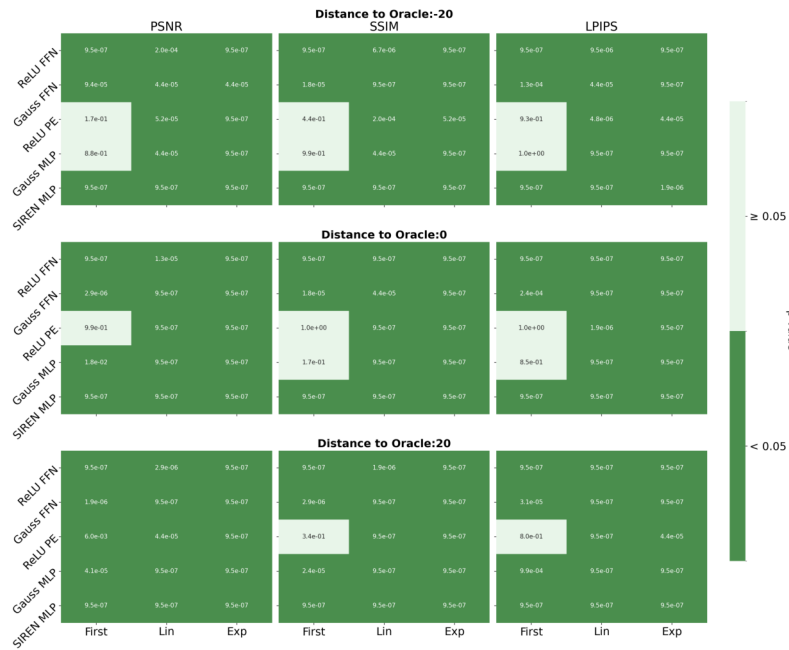 Distance to Oracle:-20
PSNR SSIM LPIPS
ReLU FFN 9.5e-07 2.0e-04 9.5e-07 9.5e-07 6.7e-06 9.5e-07 9.5e-07 9.5e-06 9.5e-07
Gauss FFN 9.4e-05 4.4e-05 4.4e-05 1.8e-05 9.5e-07 9.5e-07 1.3e-04 4.4e-05 9.5e-07
ReLU PE 1.7e-01 5.2e-05 9.5e-07 4.4e-01 2.0e-04 5.2e-05 9.3e-01 4.8e-06 4.4e-05
Gauss MLP 8.8e-01 4.4e-05 9.5e-07 9.9e-01 4.4e-05 9.5e-07 1.0e+00 9.5e-07 9.5e-07
SIREN MLP 9.5e-07 9.5e-07 9.5e-07 9.5e-07 9.5e-07 9.5e-07 9.5e-07 9.5e-07 1.9e-06
≥ 0.05
Distance to Oracle:0
ReLU FFN 9.5e-07 1.3e-05 9.5e-07 9.5e-07 9.5e-07 9.5e-07 9.5e-07 9.5e-07 9.5e-07
Gauss FFN 2.9e-06 9.5e-07 9.5e-07 1.8e-05 4.4e-05 9.5e-07 2.4e-04 9.5e-07 9.5e-07
ReLU PE 9.9e-01 9.5e-07 9.5e-07 1.0e+00 9.5e-07 9.5e-07 1.0e+00 1.9e-06 9.5e-07
Gauss MLP 1.8e-02 9.5e-07 9.5e-07 1.7e-01 9.5e-07 9.5e-07 8.5e-01 9.5e-07 9.5e-07
SIREN MLP 9.5e-07 9.5e-07 9.5e-07 9.5e-07 9.5e-07 9.5e-07 9.5e-07 9.5e-07 9.5e-07
< 0.05
Distance to Oracle:20
ReLU FFN 9.5e-07 2.9e-06 9.5e-07 9.5e-07 1.9e-06 9.5e-07 9.5e-07 9.5e-07 9.5e-07
Gauss FFN 1.9e-06 9.5e-07 9.5e-07 2.9e-06 9.5e-07 9.5e-07 3.1e-05 9.5e-07 9.5e-07
ReLU PE 6.0e-03 4.4e-05 9.5e-07 3.4e-01 9.5e-07 9.5e-07 8.0e-01 9.5e-07 4.4e-05
Gauss MLP 4.1e-05 9.5e-07 9.5e-07 2.4e-05 9.5e-07 9.5e-07 9.9e-04 9.5e-07 9.5e-07
SIREN MLP 9.5e-07 9.5e-07 9.5e-07 9.5e-07 9.5e-07 9.5e-07 9.5e-07 9.5e-07 9.5e-07
First Lin Exp First Lin Exp First Lin Exp